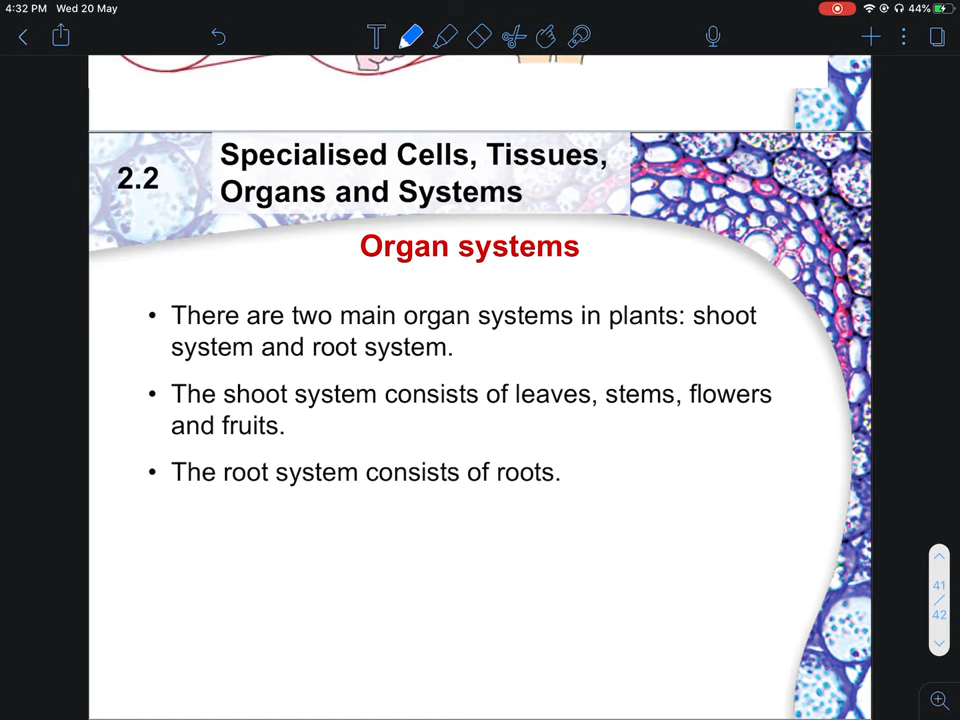 4:32 PM Wed 20 May
44%
T
2.2
Specialised Cells, Tissues,
Organs and Systems
Organ systems
• There are two main organ systems in plants: shoot
system and root system.
• The shoot system consists of leaves, stems, flowers
and fruits.
• The root system consists of roots.
41
/
42